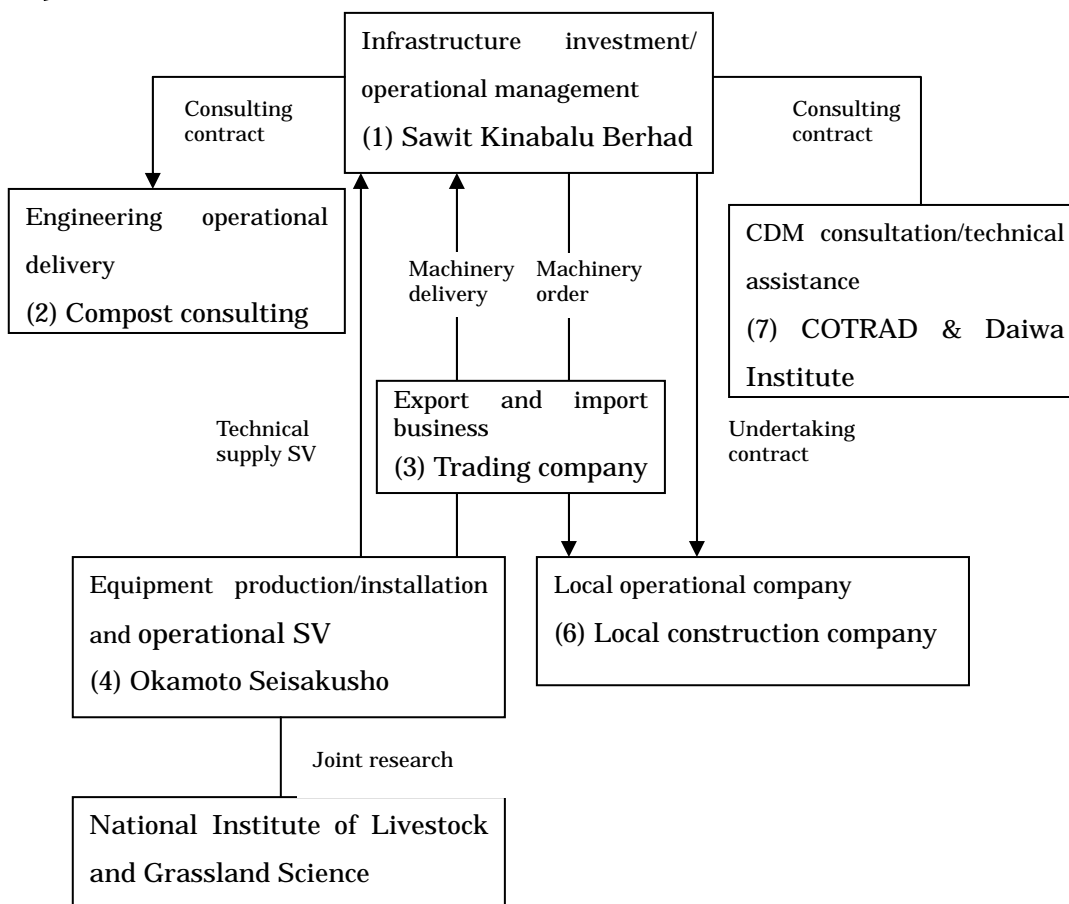 Infrastructure investment/
operational management
(1) Sawit Kinabalu Berhad
Consulting
contract
Consulting
contract
Engineering operational
delivery
(2) Compost consulting
CDM consultation/technical
assistance
(7) COTRAD & Daiwa
Institute
Machinery
delivery
Machinery
order
Export and import
business
(3) Trading company
Technical
supply SV
Undertaking
contract
Equipment production/installation
and operational SV
(4) Okamoto Seisakusho
Local operational company
(6) Local construction company
Joint research
National Institute of Livestock
and Grassland Science